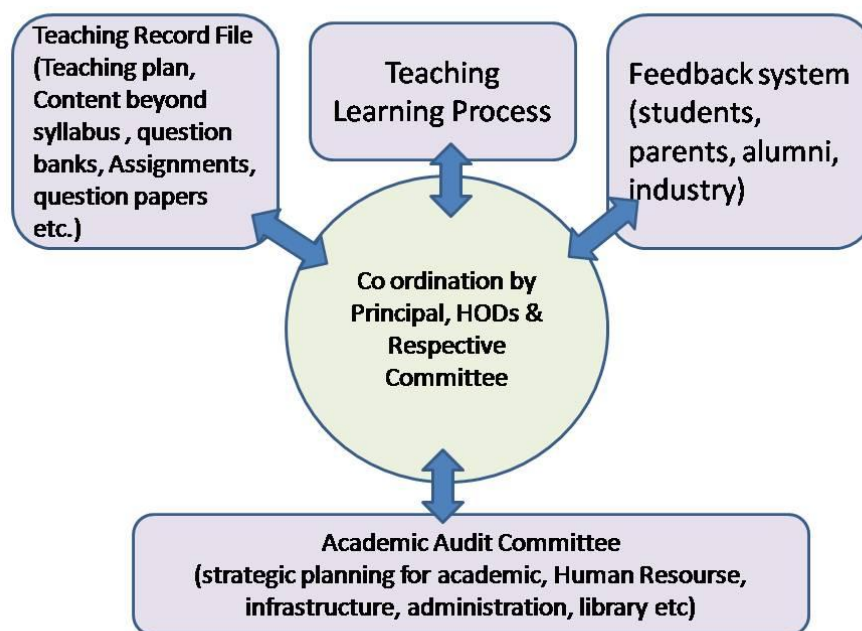 Teaching Record File
(Teaching plan,
Content beyond
syllabus , question
banks, Assignments,
question papers
etc.)
Teaching
Learning Process
Feedback system
(students,
parents, alumni,
industry)
Co ordination by
Principal, HODs &
Respective
Committee
Academic Audit Committee
(strategic planning for academic, Human Resourse,
infrastructure, administration, library etc)